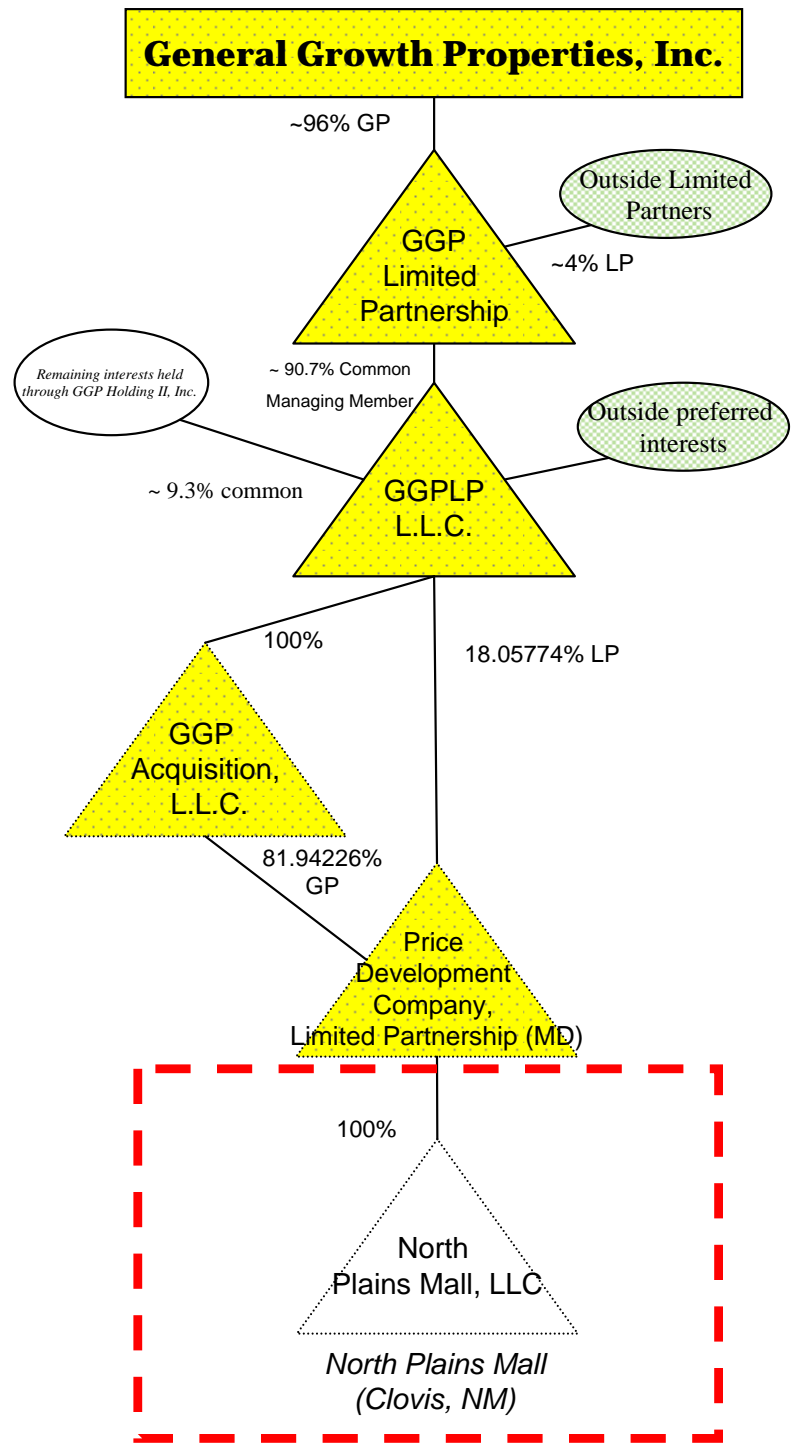 General Growth Properties, Inc.
~96% GP
Outside Limited
Partners
GGP
Limited
Partnership
~4% LP
Remaining interests held
through GGP Holding II, Inc.
~ 90.7% Common
Managing Member
Outside preferred
interests
~ 9.3% common
GGPLP
L.L.C.
100%
18.05774% LP
GGP
Acquisition,
L.L.C.
81.94226%
GP
Price
Development
Company,
Limited Partnership (MD)
100%
North
Plains Mall, LLC
North Plains Mall
(Clovis, NM)